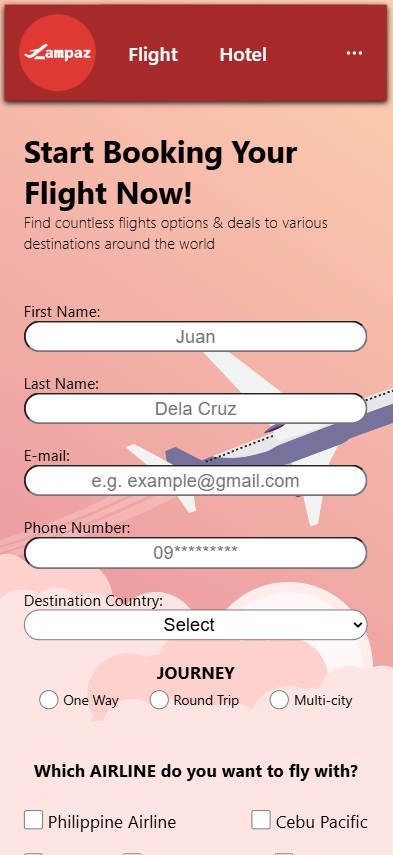 Lampaz
Flight
Hotel
...
Start Booking Your
Flight Now!
Find countless flights options & deals to various
destinations around the world
First Name:
Juan
Last Name:
Dela Cruz
E-mail:
e.g. example@gmail.com
Phone Number:
09*********
Destination Country:
Select
JOURNEY
One Way
Round Trip
Multi-city
Which AIRLINE do you want to fly with?
Philippine Airline
Cebu Pacific